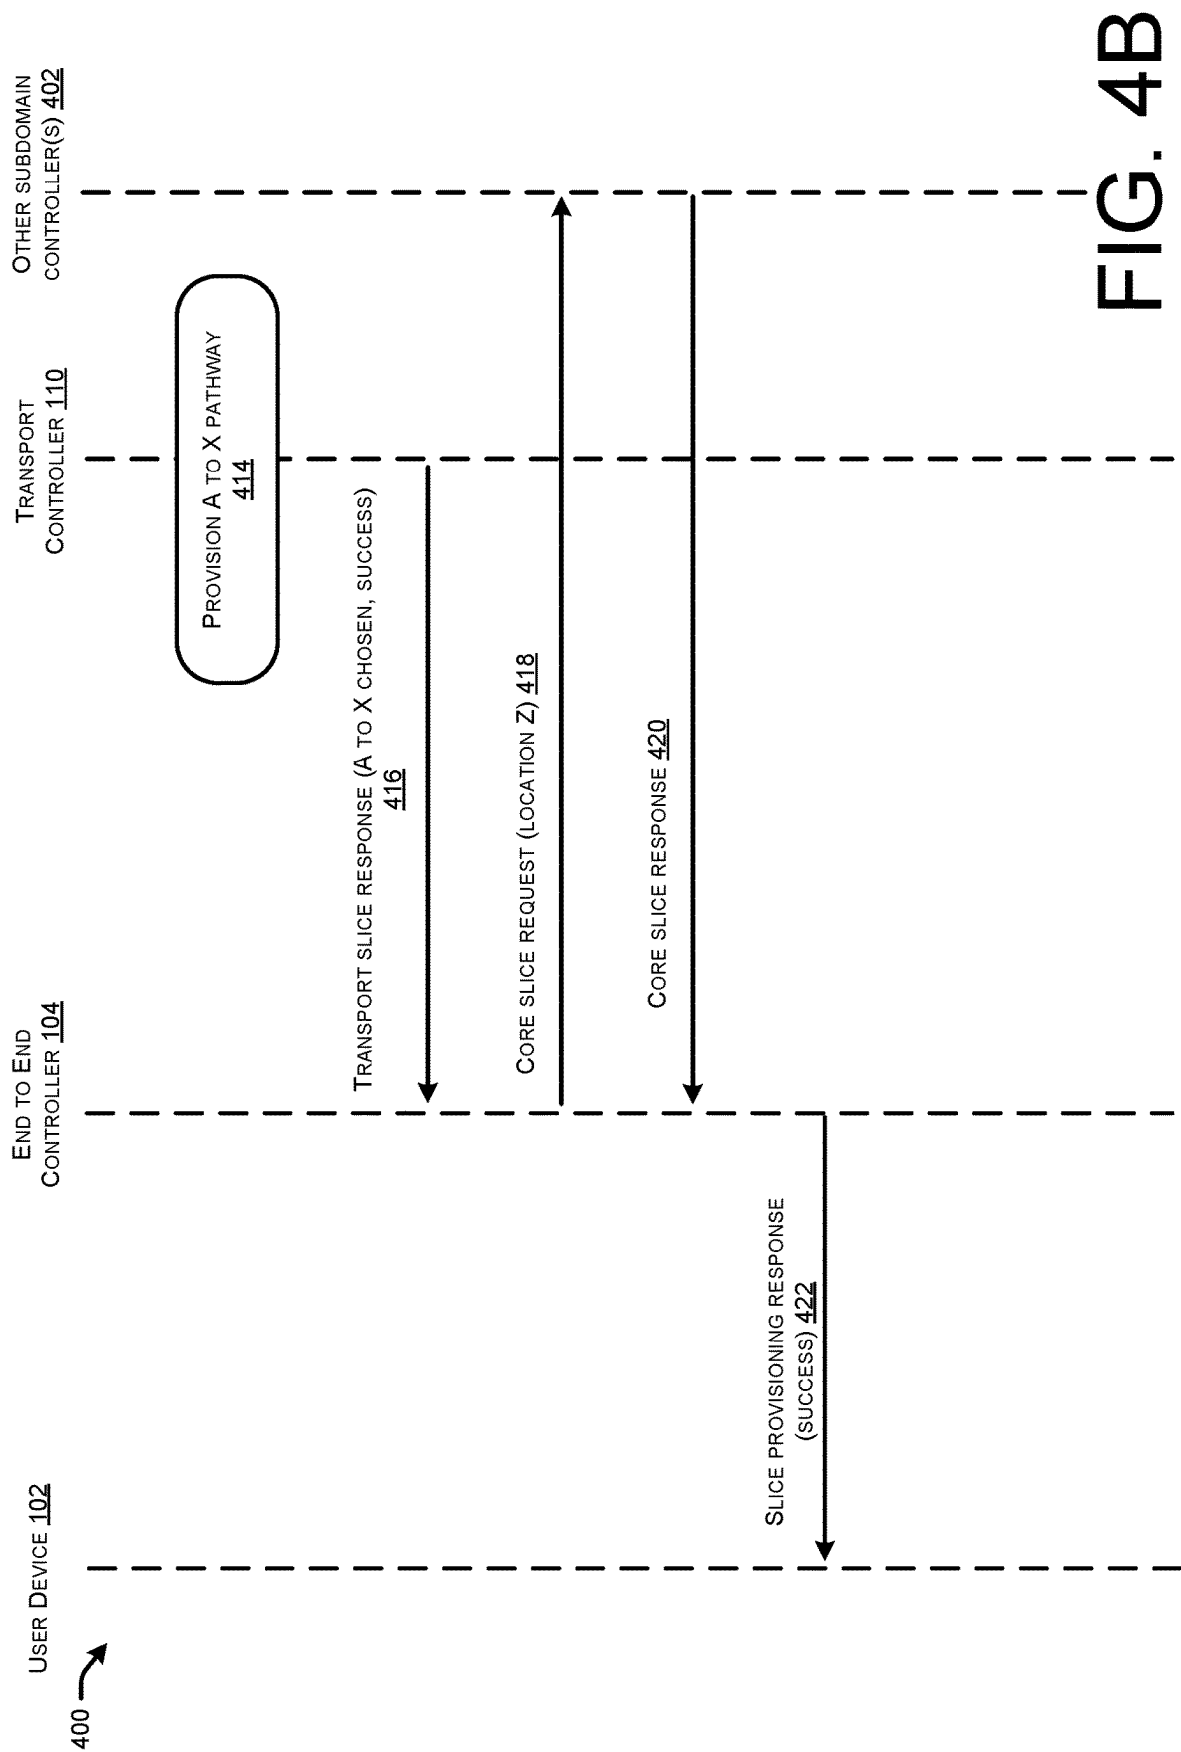 400
USER DEVICE 102
END TO END
CONTROLLER 104
TRANSPORT
CONTROLLER 110
OTHER SUBDOMAIN
CONTROLLER(S) 402
PROVISION A TO X PATHWAY
414
TRANSPORT SLICE RESPONSE (A TO X CHOSEN, SUCCESS)
416
CORE SLICE REQUEST (LOCATION Z) 418
CORE SLICE RESPONSE 420
SLICE PROVISIONING RESPONSE
(SUCCESS) 422
FIG. 4B